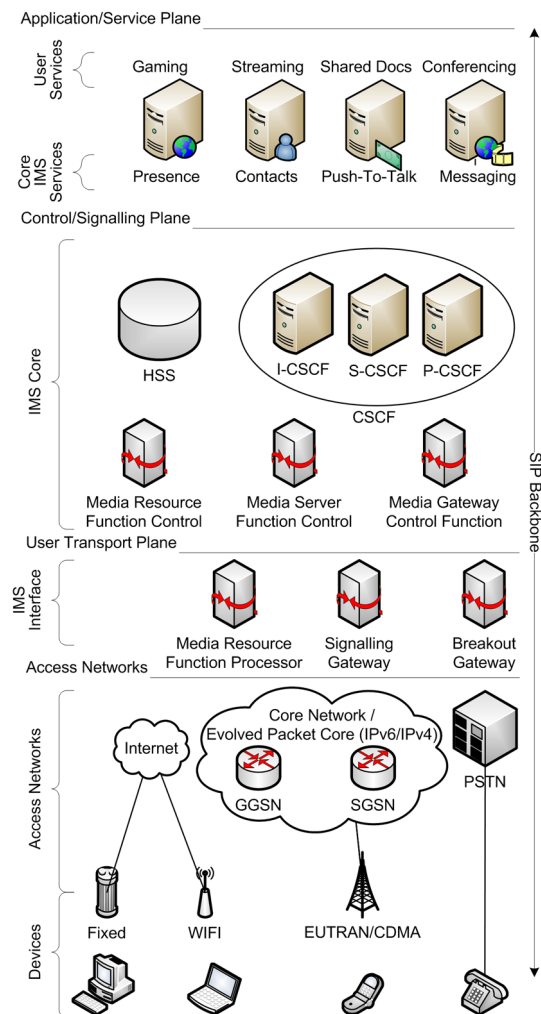 Application/Service Plane
User
Services
Gaming
Streaming
Shared Docs
Conferencing
Core
IMS
Services
Presence
Contacts
Push-To-Talk
Messaging
Control/Signalling Plane
IMS Core
HSS
I-CSCF
S-CSCF
P-CSCF
CSCF
Media Resource
Function Control
Media Server
Function Control
Media Gateway
Control Function
SIP Backbone
User Transport Plane
IMS
Interface
Media Resource
Function Processor
Signalling
Gateway
Breakout
Gateway
Access Networks
Access Networks
Internet
Core Network /
Evolved Packet Core (IPv6/IPv4)
GGSN
SGSN
PSTN
Fixed
WIFI
EUTRAN/CDMA
Devices